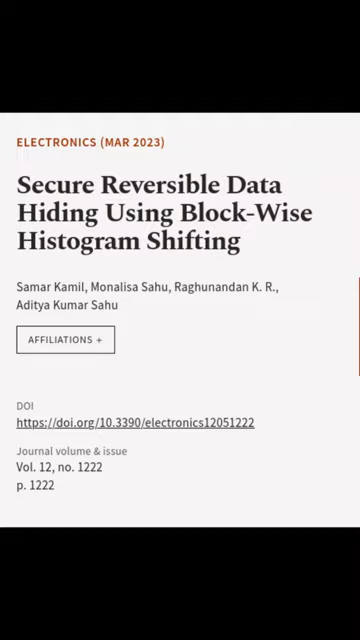 ELECTRONICS (MAR 2023)
Secure Reversible Data
Hiding Using Block-Wise
Histogram Shifting
Samar Kamil, Monalisa Sahu, Raghunandan K. R.,
Aditya Kumar Sahu
AFFILIATIONS +
DOI
https://doi.org/10.3390/electronics12051222
Journal volume & issue
Vol. 12, no. 1222
p. 1222